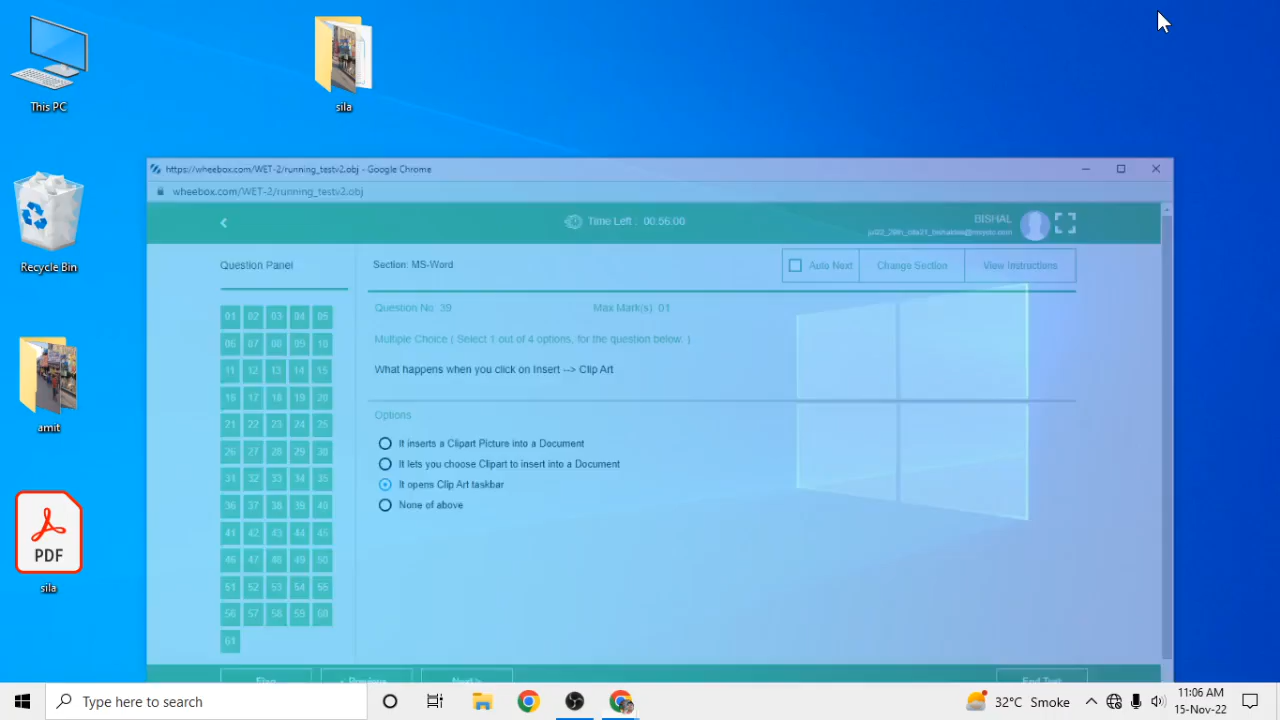 This PC
sila
Recycle Bin
amit
PDF
sila
https://wheebox.com/WET-2/running_testv2.obj - Google Chrome
wheebox.com/WET-2/running_testv2.obj
Time Left : 00:56:00
BISHAL
Question Panel
Section: MS-Word
Auto Next
Change Section
View Instructions
Question No. 39
Max Mark(s) 01
Multiple Choice ( Select 1 out of 4 options, for the question below. )
What happens when you click on Insert --> Clip Art
Options
It inserts a Clipart Picture into a Document
It lets you choose Clipart to insert into a Document
It opens Clip Art taskbar
None of above
01 02 03 04 05
06 07 08 09 10
11 12 13 14 15
16 17 18 19 20
21 22 23 24 25
26 27 28 29 30
31 32 33 34 35
36 37 38 39 40
41 42 43 44 45
46 47 48 49 50
51 52 53 54 55
56 57 58 59 60
61
Flag
< Previous
Next >
End Test
Type here to search
32°C Smoke
11:06 AM
15-Nov-22